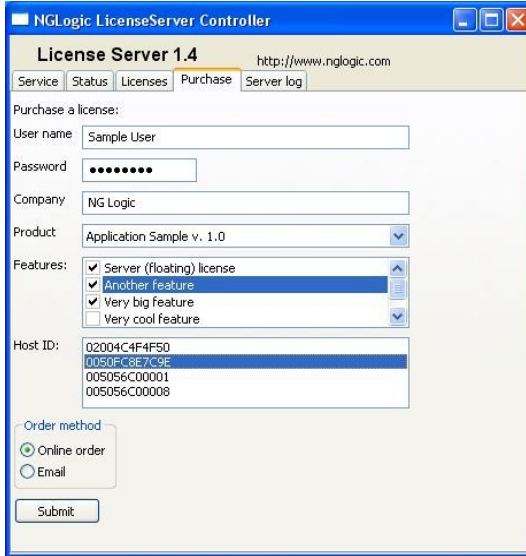 NGLogic LicenseServer Controller
License Server 1.4 http://www.nglogic.com
Service Status Licenses Purchase Server log
Purchase a license:
User name Sample User
Password ●●●●●●●●
Company NG Logic
Product Application Sample v. 1.0
Features: Server (floating) license
Another feature
Very big feature
Very cool feature
Host ID: 02004C4F4F50
0050FC8E7C9E
005056C00001
005056C00008
Order method
Online order
Email
Submit